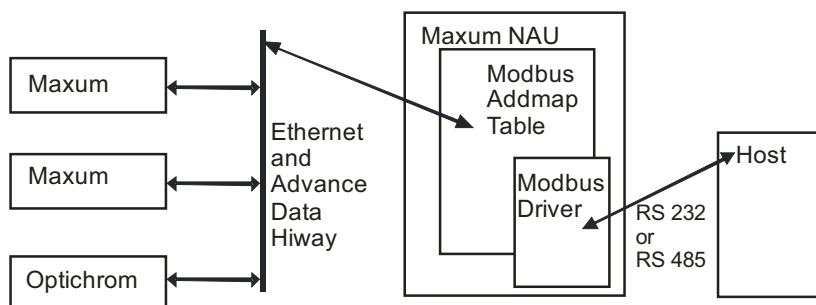 Maxum
Maxum
Optichrom
Ethernet
and
Advance
Data
Hiway
Maxum NAU
Modbus
Addmap
Table
Modbus
Driver
RS 232
or
RS 485
Host